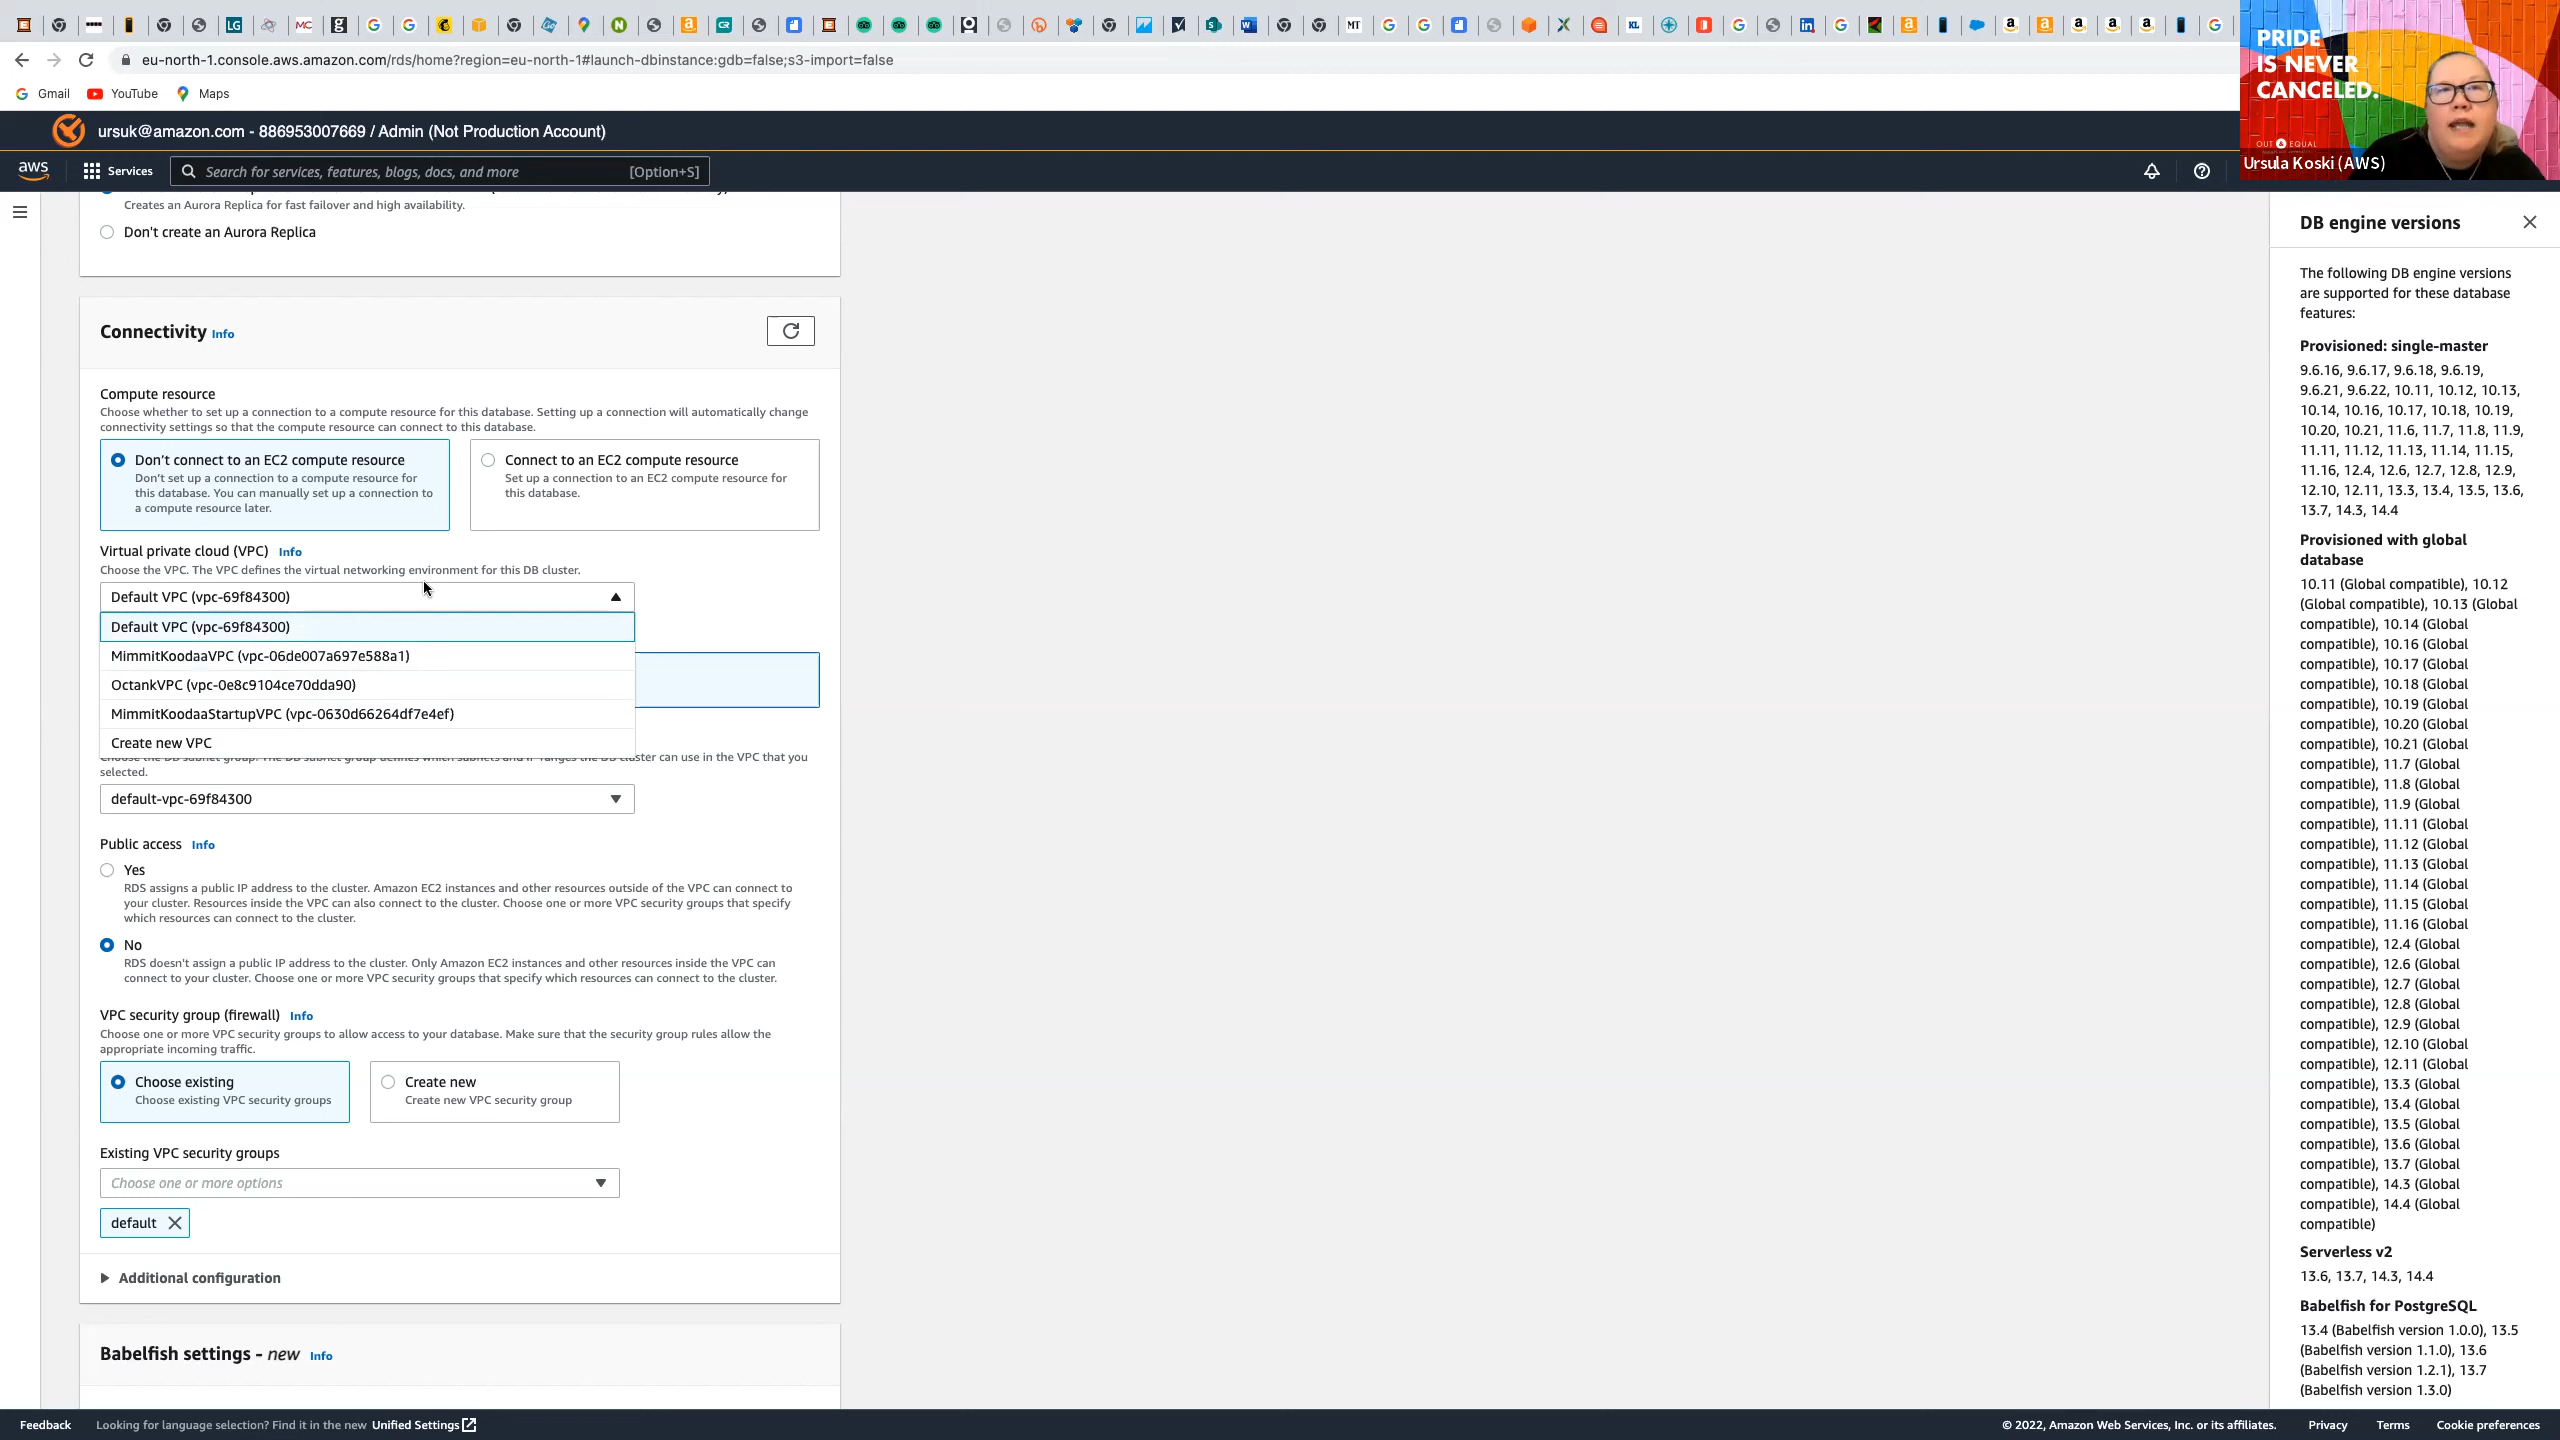 eu-north-1.console.aws.amazon.com/rds/home?region=eu-north-1#launch-dbinstance:gdb=false;s3-import=false
Gmail
YouTube
Maps
PRIDE
IS NEVER
CANCELED.
OUT & EQUAL
Ursula Koski (AWS)
ursuk@amazon.com - 886953007669 / Admin (Not Production Account)
aws
Services
Search for services, features, blogs, docs, and more
[Option+S]
Creates an Aurora Replica for fast failover and high availability.
Don't create an Aurora Replica
Connectivity Info
Compute resource
Choose whether to set up a connection to a compute resource for this database. Setting up a connection will automatically change
connectivity settings so that the compute resource can connect to this database.
Don't connect to an EC2 compute resource
Don't set up a connection to a compute resource for
this database. You can manually set up a connection to
a compute resource later.
Connect to an EC2 compute resource
Set up a connection to an EC2 compute resource for
this database.
Virtual private cloud (VPC) Info
Choose the VPC. The VPC defines the virtual networking environment for this DB cluster.
Default VPC (vpc-69f84300)
Default VPC (vpc-69f84300)
MimmitKoodaaVPC (vpc-06de007a697e588a1)
OctankVPC (vpc-0e8c9104ce70dda90)
MimmitKoodaaStartupVPC (vpc-0630d66264df7e4ef)
Create new VPC
Choose the DB subnet group. The DB subnet group defines which subnets and IP ranges the DB cluster can use in the VPC that you
selected.
default-vpc-69f84300
Public access Info
Yes
RDS assigns a public IP address to the cluster. Amazon EC2 instances and other resources outside of the VPC can connect to
your cluster. Resources inside the VPC can also connect to the cluster. Choose one or more VPC security groups that specify
which resources can connect to the cluster.
No
RDS doesn't assign a public IP address to the cluster. Only Amazon EC2 instances and other resources inside the VPC can
connect to your cluster. Choose one or more VPC security groups that specify which resources can connect to the cluster.
VPC security group (firewall) Info
Choose one or more VPC security groups to allow access to your database. Make sure that the security group rules allow the
appropriate incoming traffic.
Choose existing
Choose existing VPC security groups
Create new
Create new VPC security group
Existing VPC security groups
Choose one or more options
default
Additional configuration
Babelfish settings - new Info
DB engine versions
The following DB engine versions
are supported for these database
features:
Provisioned: single-master
9.6.16, 9.6.17, 9.6.18, 9.6.19,
9.6.21, 9.6.22, 10.11, 10.12, 10.13,
10.14, 10.16, 10.17, 10.18, 10.19,
10.20, 10.21, 11.6, 11.7, 11.8, 11.9,
11.11, 11.12, 11.13, 11.14, 11.15,
11.16, 12.4, 12.6, 12.7, 12.8, 12.9,
12.10, 12.11, 13.3, 13.4, 13.5, 13.6,
13.7, 14.3, 14.4
Provisioned with global
database
10.11 (Global compatible), 10.12
(Global compatible), 10.13 (Global
compatible), 10.14 (Global
compatible), 10.16 (Global
compatible), 10.17 (Global
compatible), 10.18 (Global
compatible), 10.19 (Global
compatible), 10.20 (Global
compatible), 10.21 (Global
compatible), 11.7 (Global
compatible), 11.8 (Global
compatible), 11.9 (Global
compatible), 11.11 (Global
compatible), 11.12 (Global
compatible), 11.13 (Global
compatible), 11.14 (Global
compatible), 11.15 (Global
compatible), 11.16 (Global
compatible), 12.4 (Global
compatible), 12.6 (Global
compatible), 12.7 (Global
compatible), 12.8 (Global
compatible), 12.9 (Global
compatible), 12.10 (Global
compatible), 12.11 (Global
compatible), 13.3 (Global
compatible), 13.4 (Global
compatible), 13.5 (Global
compatible), 13.6 (Global
compatible), 13.7 (Global
compatible), 14.3 (Global
compatible), 14.4 (Global
compatible)
Serverless v2
13.6, 13.7, 14.3, 14.4
Babelfish for PostgreSQL
13.4 (Babelfish version 1.0.0), 13.5
(Babelfish version 1.1.0), 13.6
(Babelfish version 1.2.1), 13.7
(Babelfish version 1.3.0)
Feedback
Looking for language selection? Find it in the new Unified Settings
© 2022, Amazon Web Services, Inc. or its affiliates.
Privacy
Terms
Cookie preferences